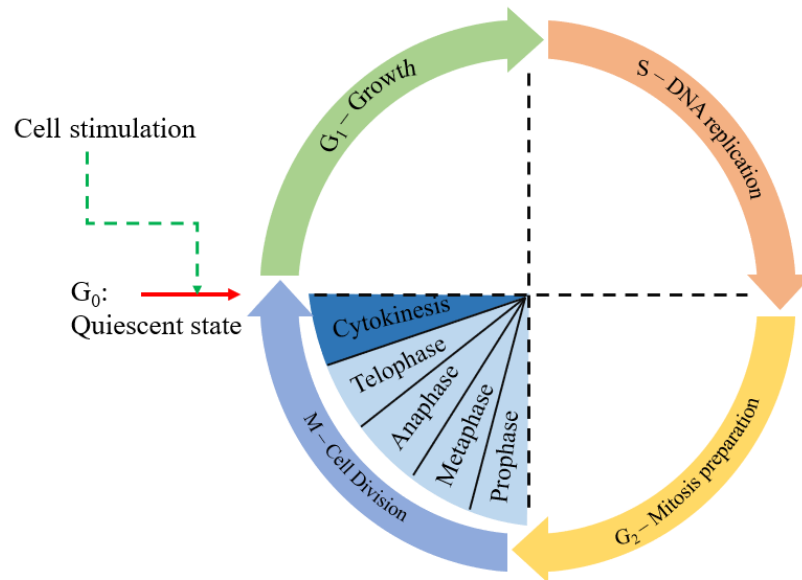 G₁ – Growth
S – DNA replication
Cell stimulation
G₀:
Quiescent state
Cytokinesis
Telophase
Anaphase
Metaphase
Prophase
M – Cell Division
G₂ – Mitosis preparation